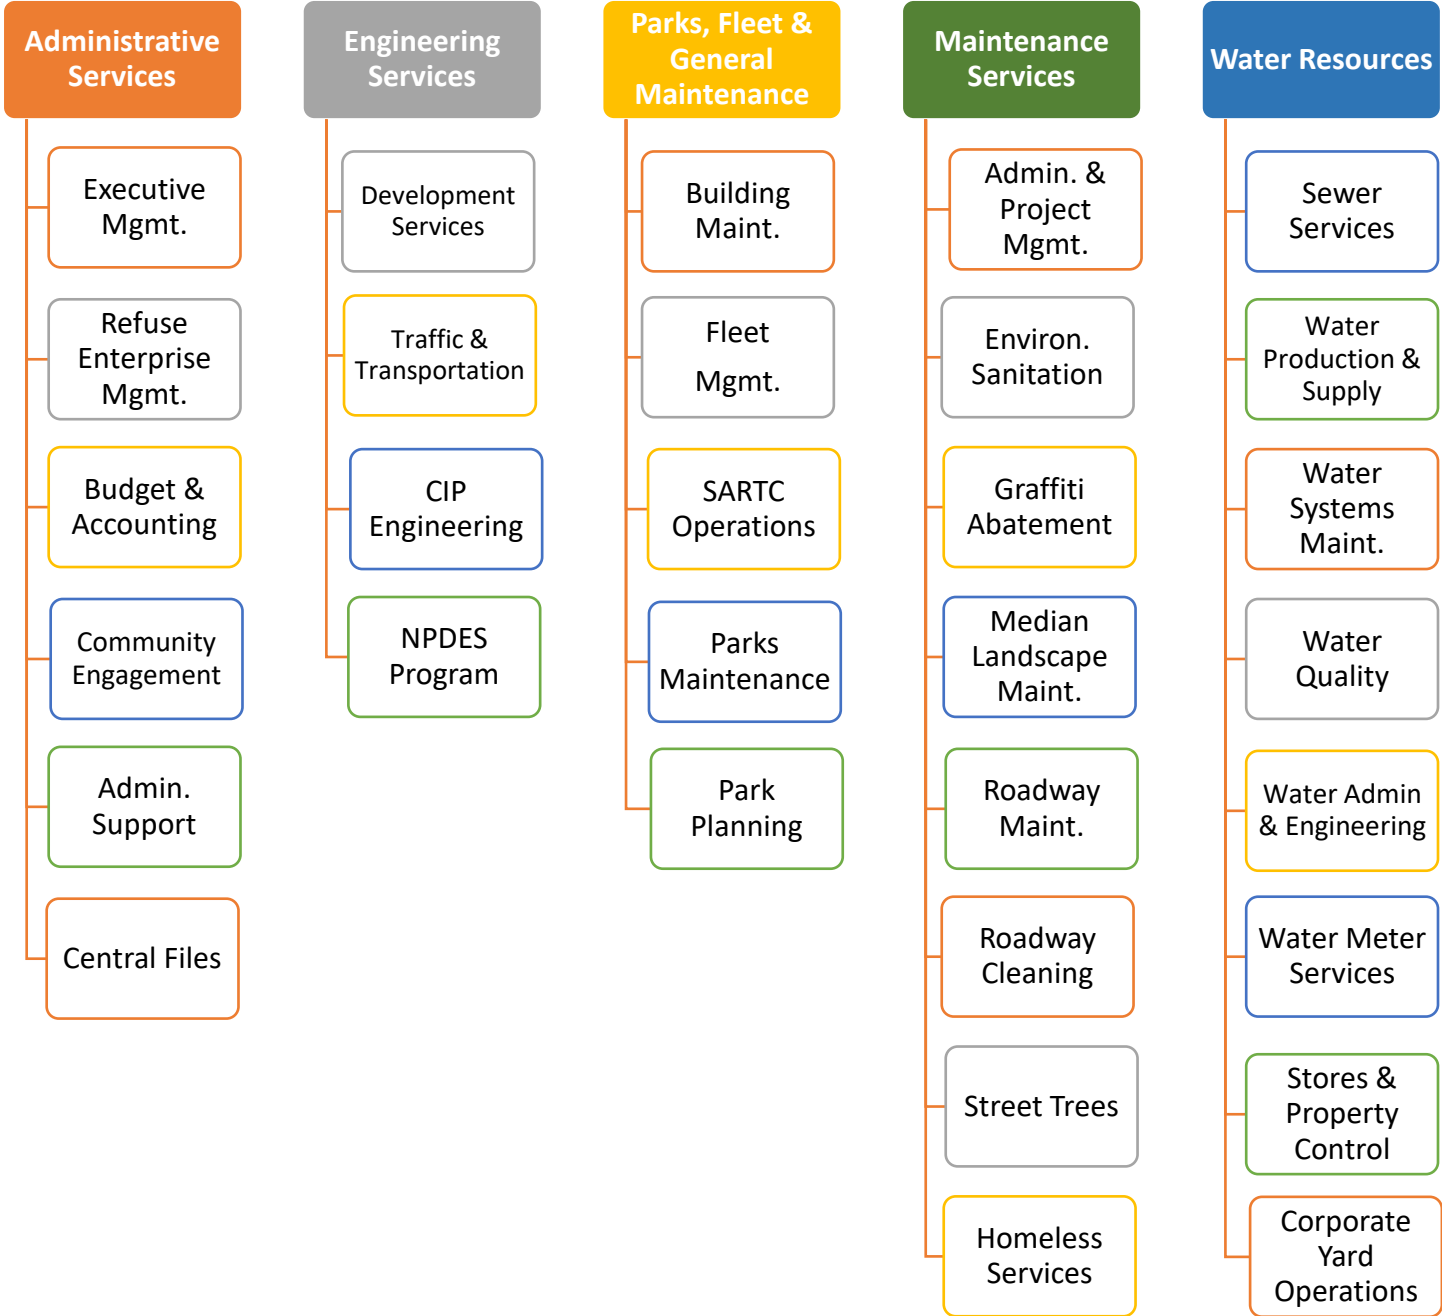 Administrative
Services
Executive
Mgmt.
Refuse
Enterprise
Mgmt.
Budget &
Accounting
Community
Engagement
Admin.
Support
Central Files
Engineering
Services
Development
Services
Traffic &
Transportation
CIP
Engineering
NPDES
Program
Parks, Fleet &
General
Maintenance
Building
Maint.
Fleet
Mgmt.
SARTC
Operations
Parks
Maintenance
Park
Planning
Maintenance
Services
Admin. &
Project
Mgmt.
Environ.
Sanitation
Graffiti
Abatement
Median
Landscape
Maint.
Roadway
Maint.
Roadway
Cleaning
Street Trees
Homeless
Services
Water Resources
Sewer
Services
Water
Production &
Supply
Water
Systems
Maint.
Water
Quality
Water Admin
& Engineering
Water Meter
Services
Stores &
Property
Control
Corporate
Yard
Operations